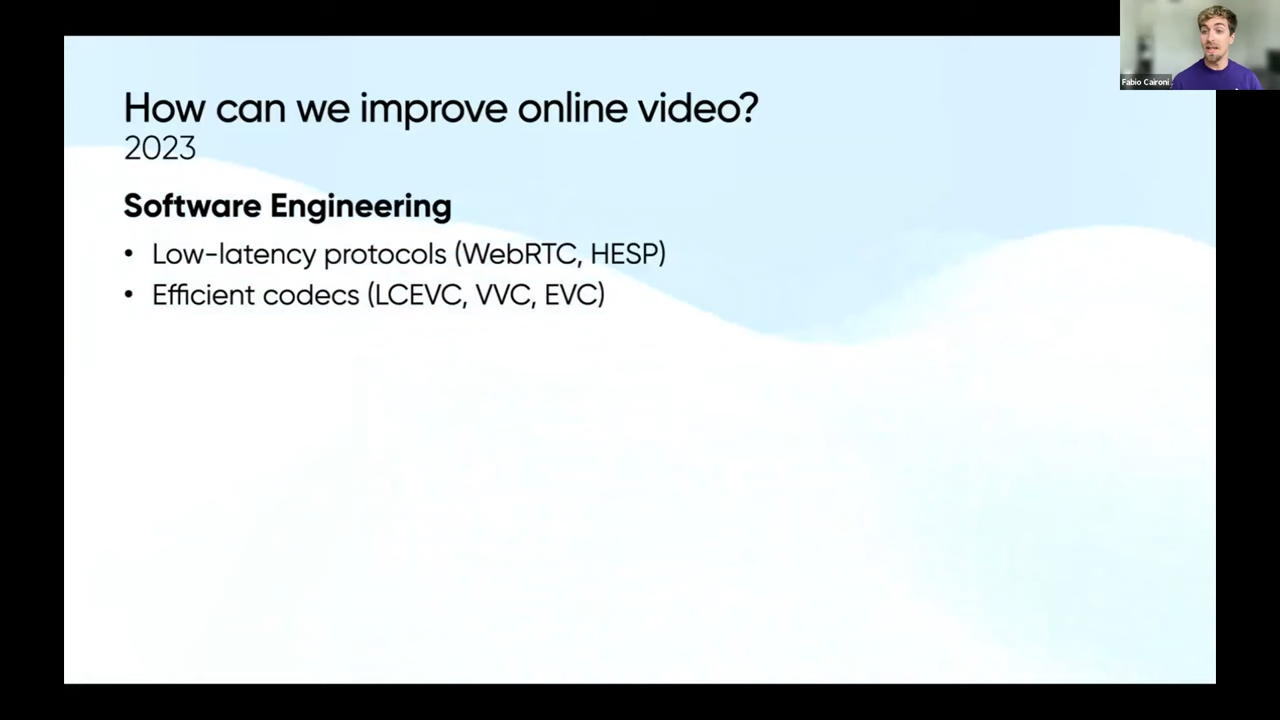 How can we improve online video?
2023
Software Engineering
• Low-latency protocols (WebRTC, HESP)
• Efficient codecs (LCEVC, VVC, EVC)
Fabio Caironi